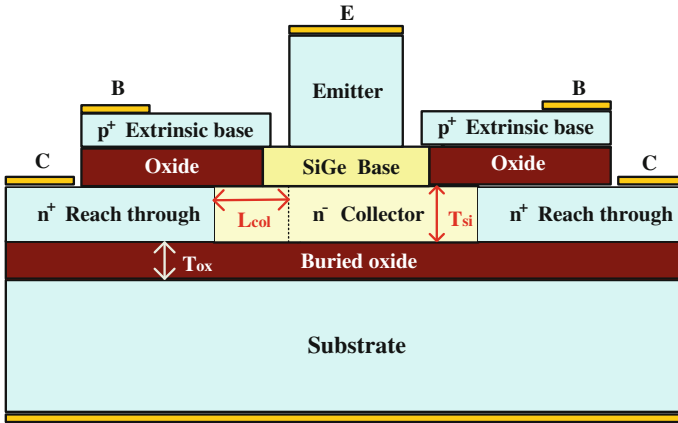 E
B
B
Emitter
p+ Extrinsic base
p+ Extrinsic base
C
Oxide
SiGe Base
Oxide
C
n+ Reach through
Lcol
n- Collector
Tsi
n+ Reach through
Tox
Buried oxide
Substrate